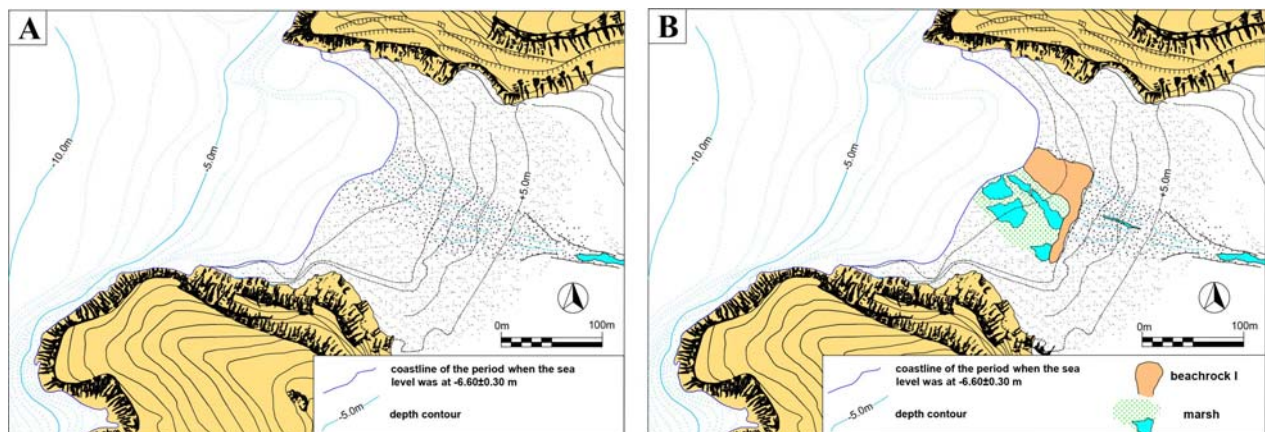 A
-10.0m
-5.0m
+5.0m
0m 100m
coastline of the period when the sea
level was at -6.60±0.30 m
-5.0m
depth contour
B
-10.0m
-5.0m
+5.0m
0m 100m
coastline of the period when the sea
level was at -6.60±0.30 m
-5.0m
depth contour
beachrock I
marsh